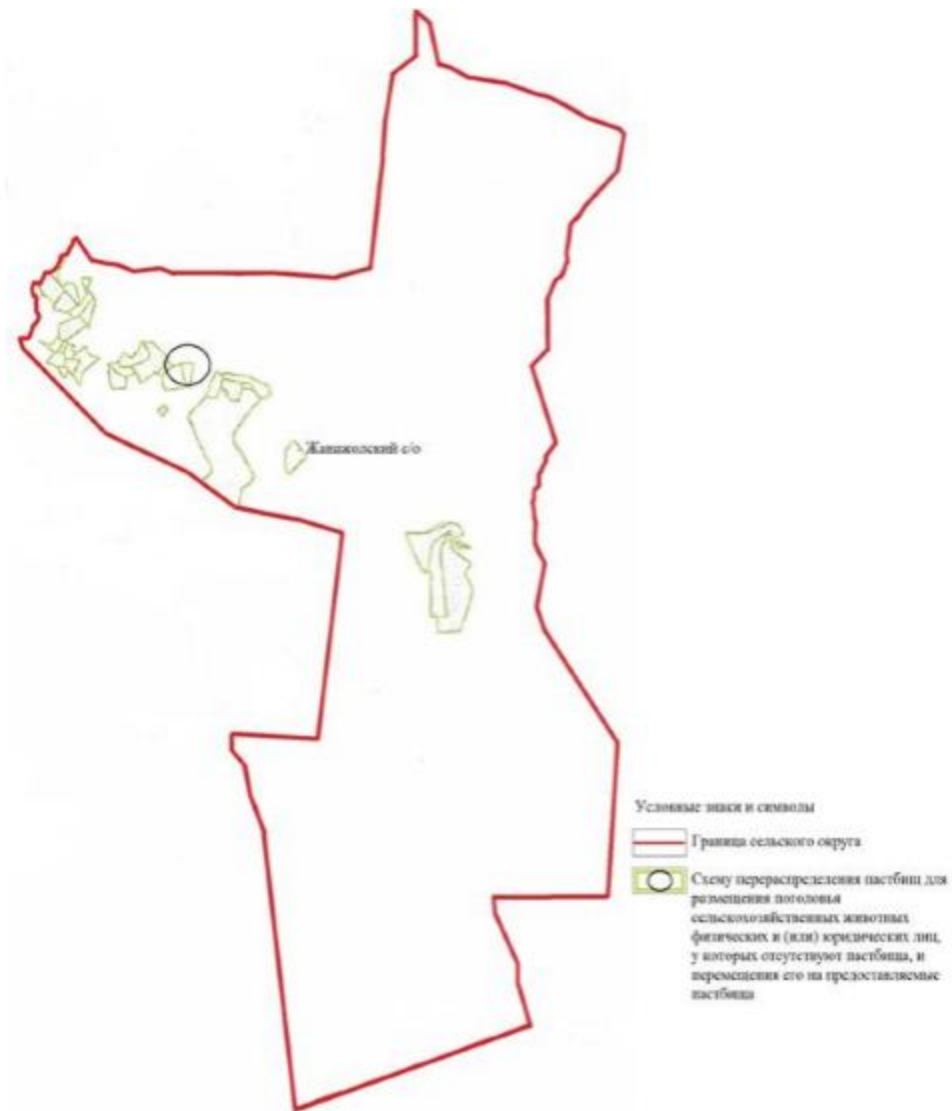 Жанажолский с/о
Условные знаки и символы
Граница сельского округа
Схему перераспределения пастбищ для
размещения поголовья
сельскохозяйственных животных
физических и (или) юридических лиц,
у которых отсутствуют пастбища, и
перемещения его на предоставляемые
пастбища